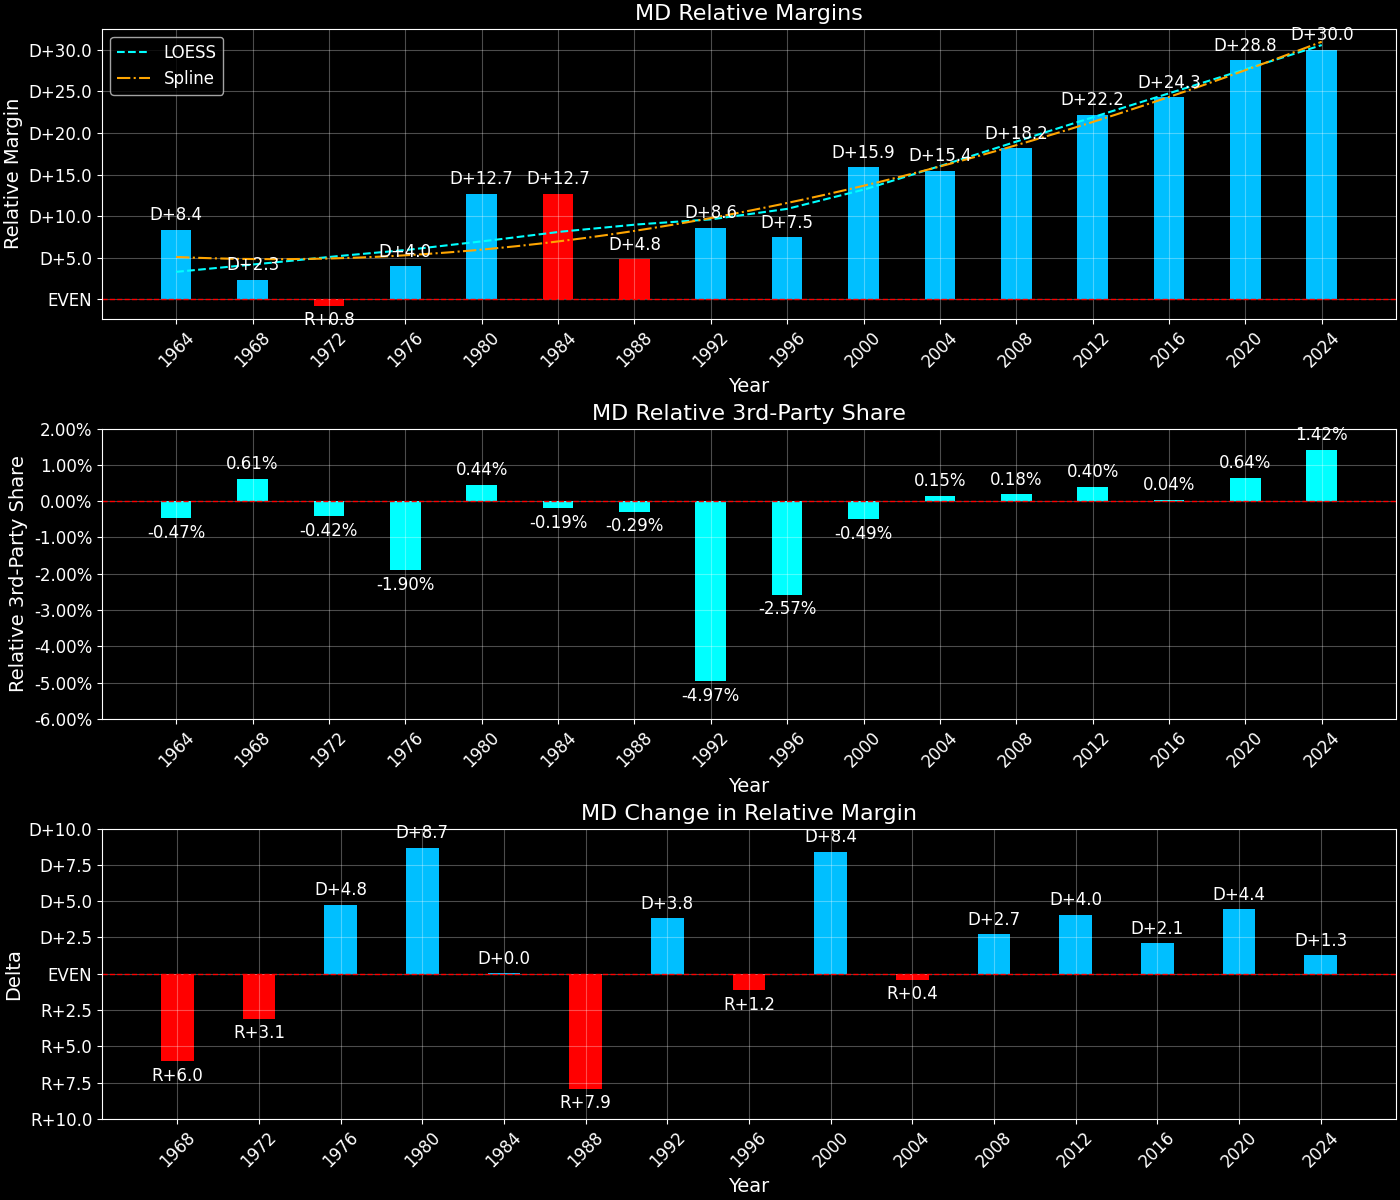 MD Relative Margins
Relative Margin
D+30.0
D+25.0
D+20.0
D+15.0
D+10.0
D+5.0
EVEN
LOESS
Spline
D+8.4
D+2.3
R+0.8
D+4.0
D+12.7
D+12.7
D+4.8
D+8.6
D+7.5
D+15.9
D+15.4
D+18.2
D+22.2
D+24.3
D+28.8
D+30.0
1964
1968
1972
1976
1980
1984
1988
1992
1996
2000
2004
2008
2012
2016
2020
2024
Year
MD Relative 3rd-Party Share
Relative 3rd-Party Share
2.00%
1.00%
0.00%
-1.00%
-2.00%
-3.00%
-4.00%
-5.00%
-6.00%
-0.47%
0.61%
-0.42%
-1.90%
0.44%
-0.19%
-0.29%
-4.97%
-2.57%
-0.49%
0.15%
0.18%
0.40%
0.04%
0.64%
1.42%
1964
1968
1972
1976
1980
1984
1988
1992
1996
2000
2004
2008
2012
2016
2020
2024
Year
MD Change in Relative Margin
Delta
D+10.0
D+7.5
D+5.0
D+2.5
EVEN
R+2.5
R+5.0
R+7.5
R+10.0
R+6.0
R+3.1
D+4.8
D+8.7
D+0.0
R+7.9
D+3.8
R+1.2
D+8.4
R+0.4
D+2.7
D+4.0
D+2.1
D+4.4
D+1.3
1968
1972
1976
1980
1984
1988
1992
1996
2000
2004
2008
2012
2016
2020
2024
Year